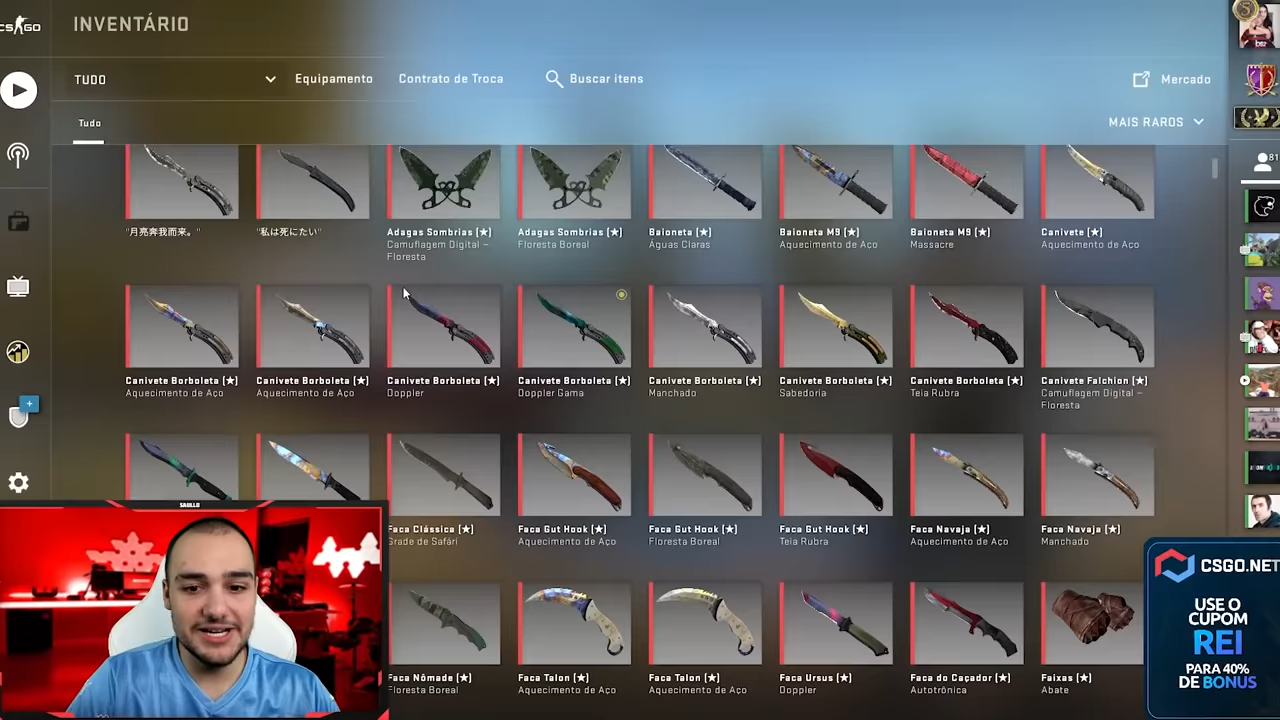 CS:GO
INVENTÁRIO
TUDO
Equipamento
Contrato de Troca
Buscar itens
Mercado
Tudo
MAIS RAROS
"月亮奔我而来。"
"私は死にたい"
Adagas Sombrias (★)
Camuflagem Digital –
Floresta
Adagas Sombrias (★)
Floresta Boreal
Baioneta (★)
Águas Claras
Baioneta M9 (★)
Aquecimento de Aço
Baioneta M9 (★)
Massacre
Canivete (★)
Aquecimento de Aço
81
Canivete Borboleta (★)
Aquecimento de Aço
Canivete Borboleta (★)
Aquecimento de Aço
Canivete Borboleta (★)
Doppler
Canivete Borboleta (★)
Doppler Gama
Canivete Borboleta (★)
Manchado
Canivete Borboleta (★)
Sabedoria
Canivete Borboleta (★)
Teia Rubra
Canivete Falchion (★)
Camuflagem Digital –
Floresta
Faca Clássica (★)
Grade de Safári
Faca Gut Hook (★)
Aquecimento de Aço
Faca Gut Hook (★)
Floresta Boreal
Faca Gut Hook (★)
Teia Rubra
Faca Navaja (★)
Aquecimento de Aço
Faca Navaja (★)
Manchado
Faca Nômade (★)
Floresta Boreal
Faca Talon (★)
Aquecimento de Aço
Faca Talon (★)
Aquecimento de Aço
Faca Ursus (★)
Doppler
Faca do Caçador (★)
Autotrônica
Faixas (★)
Abate
CSGO.NET
USE O
CUPOM
REI
PARA 40%
DE BONUS